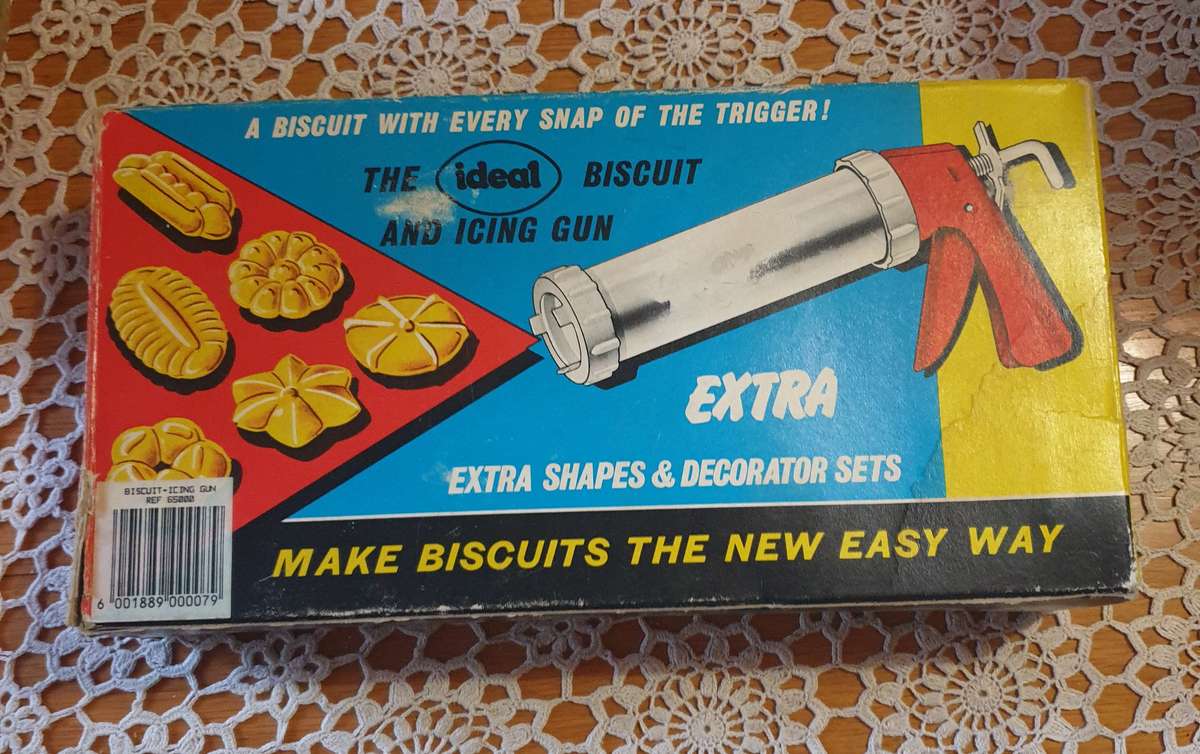 A BISCUIT WITH EVERY SNAP OF THE TRIGGER!
THE ideal BISCUIT
AND ICING GUN
EXTRA
EXTRA SHAPES & DECORATOR SETS
MAKE BISCUITS THE NEW EASY WAY
BISCUIT-ICING GUN
REF 65000
6 001889 000079